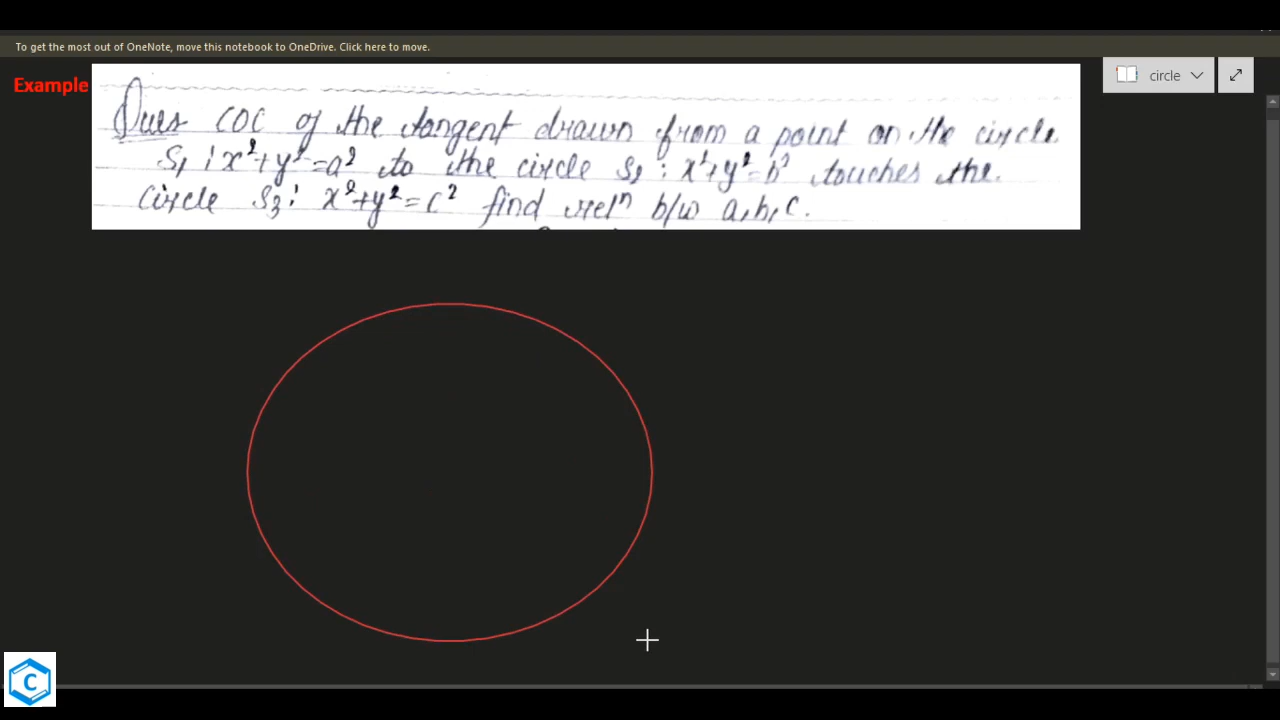 To get the most out of OneNote, move this notebook to OneDrive. Click here to move.
circle
Example
Ques COC of the tangent drawn from a point on the circle.
S₁ : x²+y²=a² to the circle S₂ : x²+y²=b² touches the.
circle S₃ : x²+y²=c² find relⁿ b/w a,b,c.
C